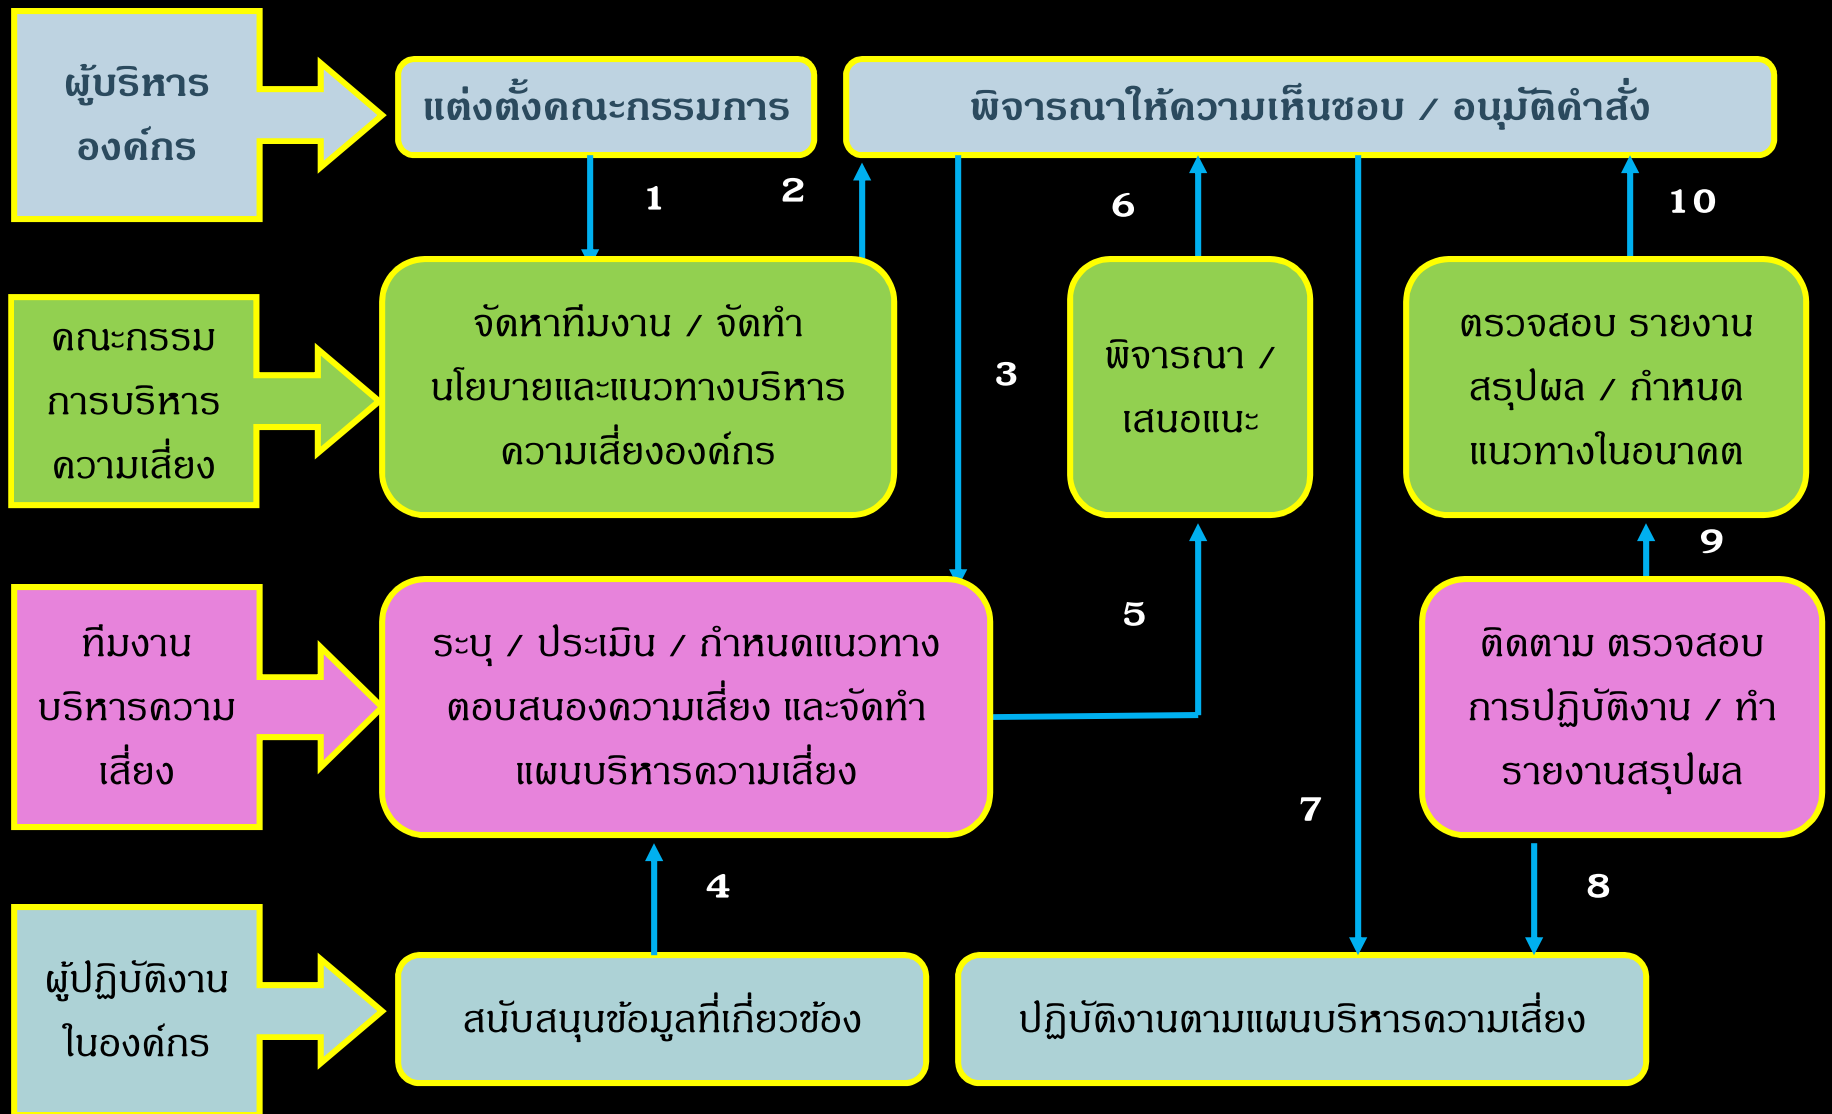 ผู้บริหาร
องค์กร
แต่งตั้งคณะกรรมการ
พิจารณาให้ความเห็นชอบ / อนุมัติคำสั่ง
1
2
6
10
คณะกรรม
การบริหาร
ความเสี่ยง
จัดหาทีมงาน / จัดทำ
นโยบายและแนวทางบริหาร
ความเสี่ยงองค์กร
3
พิจารณา /
เสนอแนะ
ตรวจสอบ รายงาน
สรุปผล / กำหนด
แนวทางในอนาคต
9
ทีมงาน
บริหารความ
เสี่ยง
ระบุ / ประเมิน / กำหนดแนวทาง
ตอบสนองความเสี่ยง และจัดทำ
แผนบริหารความเสี่ยง
5
7
ติดตาม ตรวจสอบ
การปฏิบัติงาน / ทำ
รายงานสรุปผล
4
8
ผู้ปฏิบัติงาน
ในองค์กร
สนับสนุนข้อมูลที่เกี่ยวข้อง
ปฏิบัติงานตามแผนบริหารความเสี่ยง